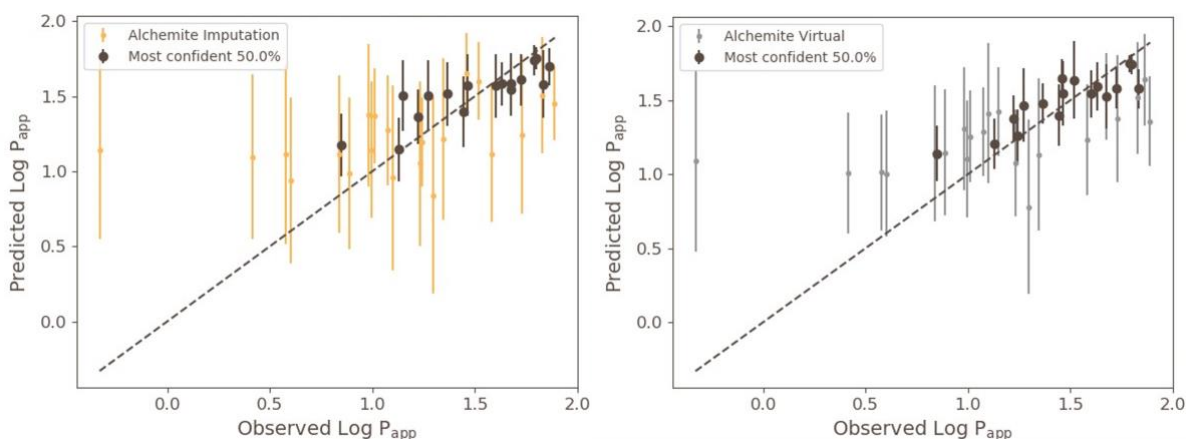 Alchemite Imputation
Most confident 50.0%
Predicted Log Papp
2.0
1.5
1.0
0.5
0.0
0.0 0.5 1.0 1.5 2.0
Observed Log Papp
Alchemite Virtual
Most confident 50.0%
Predicted Log Papp
2.0
1.5
1.0
0.5
0.0
0.0 0.5 1.0 1.5 2.0
Observed Log Papp